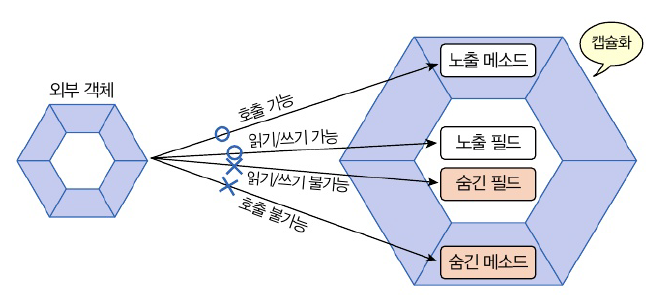 캡슐화
노출 메소드
외부 객체
호출 가능
읽기/쓰기 가능
노출 필드
읽기/쓰기 불가능
숨긴 필드
호출 불가능
숨긴 메소드